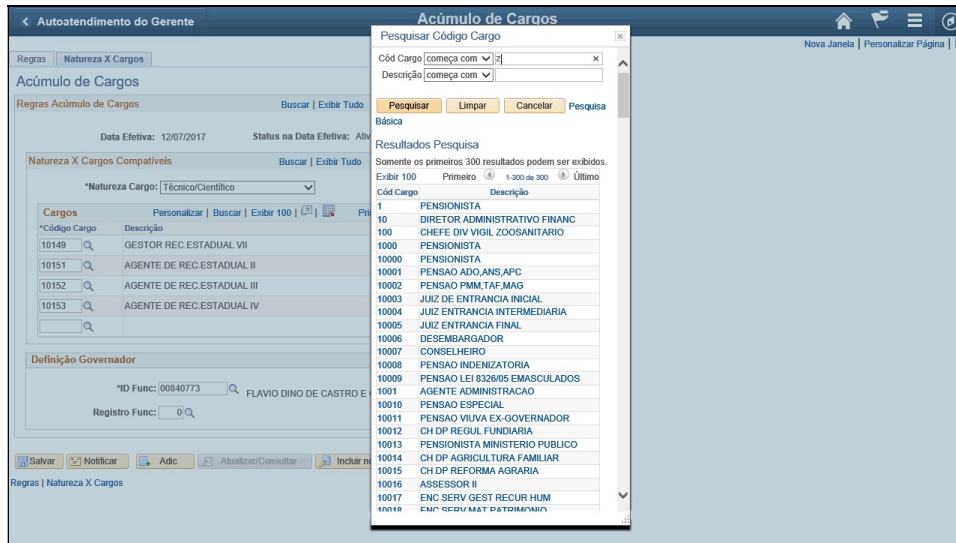 Autoatendimento do Gerente
Acúmulo de Cargos
Nova Janela | Personalizar Página |
Regras
Natureza X Cargos
Acúmulo de Cargos
Regras Acúmulo de Cargos
Buscar | Exibir Tudo
Data Efetiva: 12/07/2017
Status na Data Efetiva: Ativ
Natureza X Cargos Compatíveis
Buscar | Exibir Tudo
*Natureza Cargo: Técnico/Científico
Cargos
Personalizar | Buscar | Exibir 100 |
Pri
*Código Cargo Descrição
10149 GESTOR REC.ESTADUAL VII
10151 AGENTE DE REC.ESTADUAL II
10152 AGENTE DE REC.ESTADUAL III
10153 AGENTE DE REC.ESTADUAL IV
Definição Governador
*ID Func: 00840773 FLAVIO DINO DE CASTRO E
Registro Func: 0
Salvar
Notificar
Adic
Atualizar/Consultar
Incluir
Regras | Natureza X Cargos
Pesquisar Código Cargo
Cód Cargo começa com z
Descrição começa com
Pesquisar
Limpar
Cancelar
Pesquisa
Básica
Resultados Pesquisa
Somente os primeiros 300 resultados podem ser exibidos.
Exibir 100 Primeiro 1-300 de 300 Último
Cód Cargo Descrição
1 PENSIONISTA
10 DIRETOR ADMINISTRATIVO FINANC
100 CHEFE DIV VIGIL ZOOSANITARIO
1000 PENSIONISTA
10000 PENSIONISTA
10001 PENSAO ADO,ANS,APC
10002 PENSAO PMM,TAF,MAG
10003 JUIZ DE ENTRANCIA INICIAL
10004 JUIZ ENTRANCIA INTERMEDIARIA
10005 JUIZ ENTRANCIA FINAL
10006 DESEMBARGADOR
10007 CONSELHEIRO
10008 PENSAO INDENIZATORIA
10009 PENSAO LEI 8326/05 EMASCULADOS
1001 AGENTE ADMINISTRACAO
10010 PENSAO ESPECIAL
10011 PENSAO VIUVA EX-GOVERNADOR
10012 CH DP REGUL FUNDIARIA
10013 PENSIONISTA MINISTERIO PUBLICO
10014 CH DP AGRICULTURA FAMILIAR
10015 CH DP REFORMA AGRARIA
10016 ASSESSOR II
10017 ENC SERV GEST RECUR HUM
10018 ENC SERV MAT PATRIMONIO